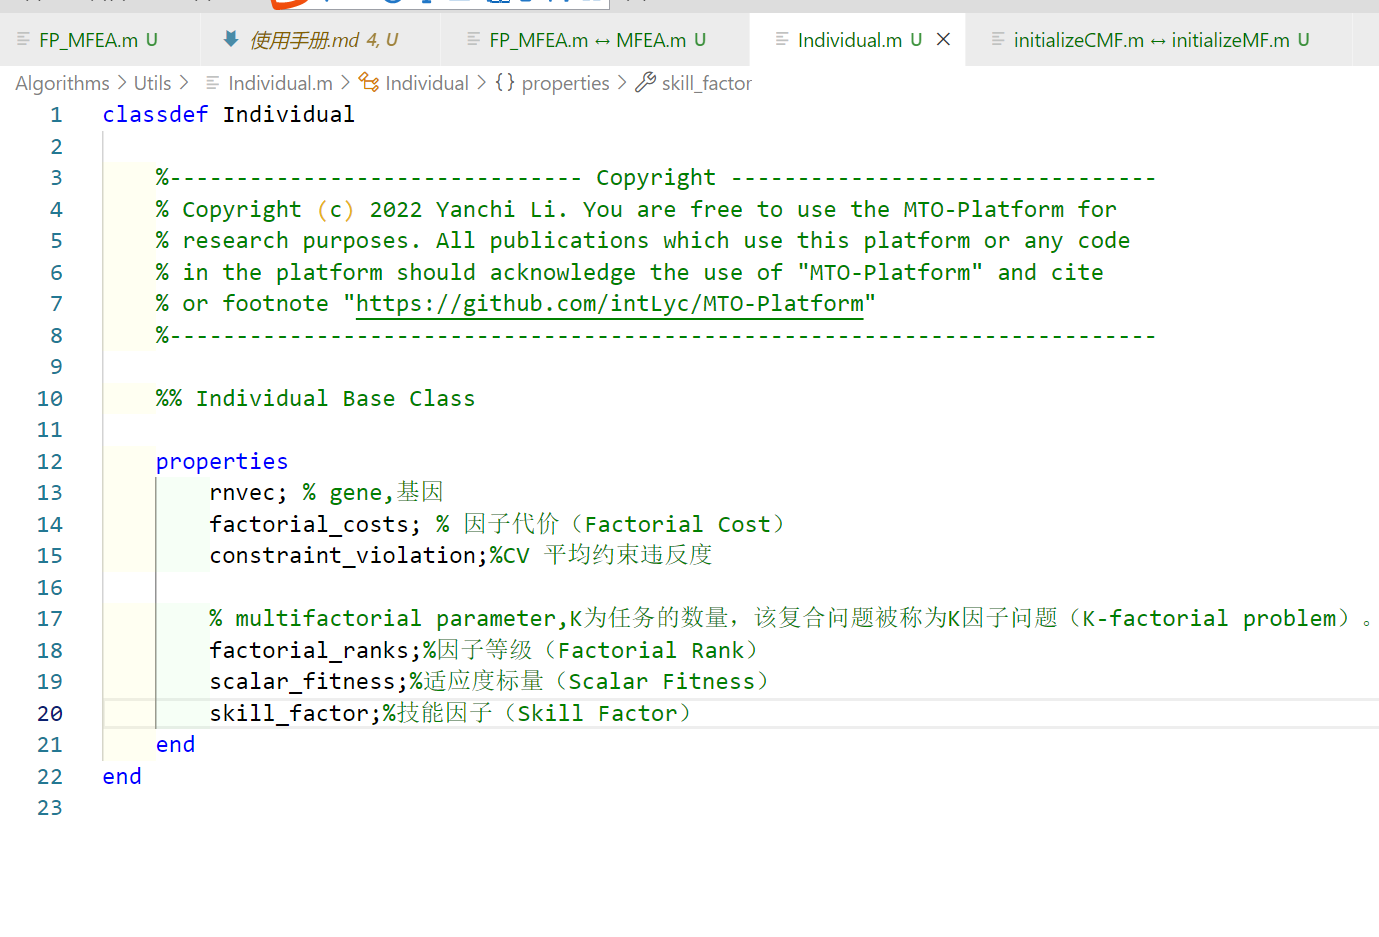 FP_MFEA.m U
使用手册.md 4, U
FP_MFEA.m ↔ MFEA.m U
Individual.m U
initializeCMF.m ↔ initializeMF.m U
Algorithms > Utils > Individual.m > Individual > {} properties > skill_factor
1 classdef Individual
2
3 %------------------------------- Copyright --------------------------------
4 % Copyright (c) 2022 Yanchi Li. You are free to use the MTO-Platform for
5 % research purposes. All publications which use this platform or any code
6 % in the platform should acknowledge the use of "MTO-Platform" and cite
7 % or footnote "https://github.com/intLyc/MTO-Platform"
8 %--------------------------------------------------------------------------
9
10 %% Individual Base Class
11
12 properties
13 rnvec; % gene,基因
14 factorial_costs; % 因子代价（Factorial Cost）
15 constraint_violation;%CV 平均约束违反度
16
17 % multifactorial parameter,K为任务的数量，该复合问题被称为K因子问题（K-factorial problem）。
18 factorial_ranks;%因子等级（Factorial Rank）
19 scalar_fitness;%适应度标量（Scalar Fitness）
20 skill_factor;%技能因子（Skill Factor）
21 end
22 end
23